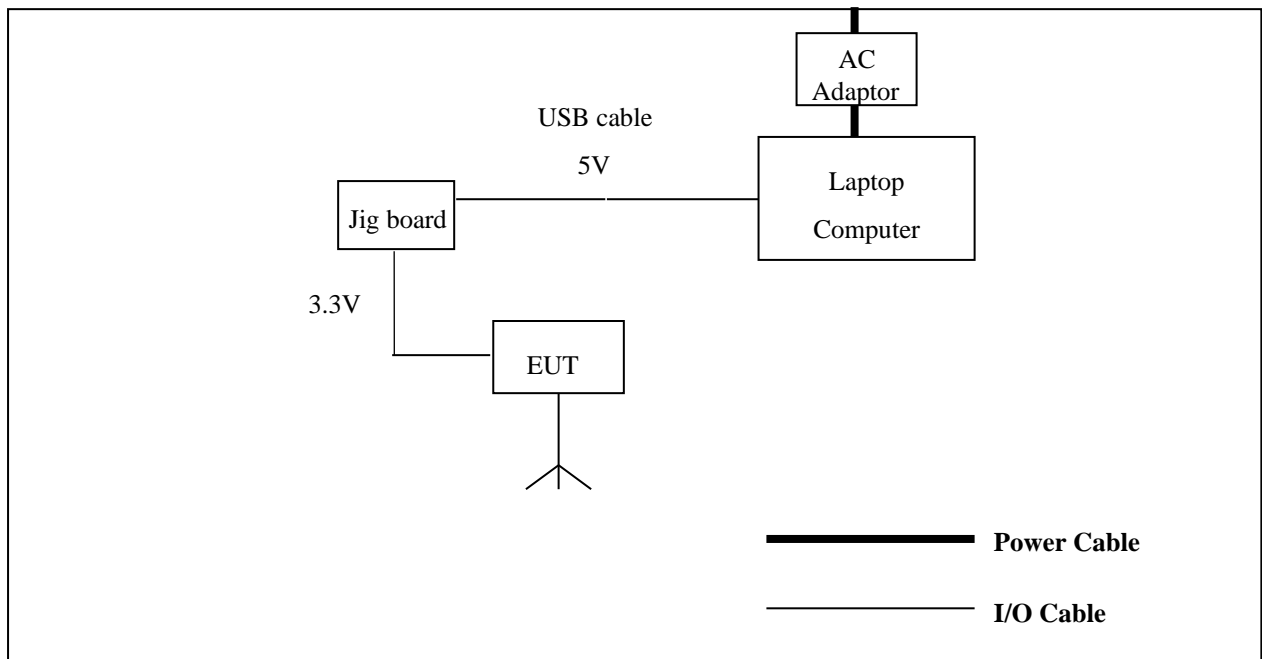 AC
Adaptor
USB cable
5V
Laptop
Computer
Jig board
3.3V
EUT
Power Cable
I/O Cable